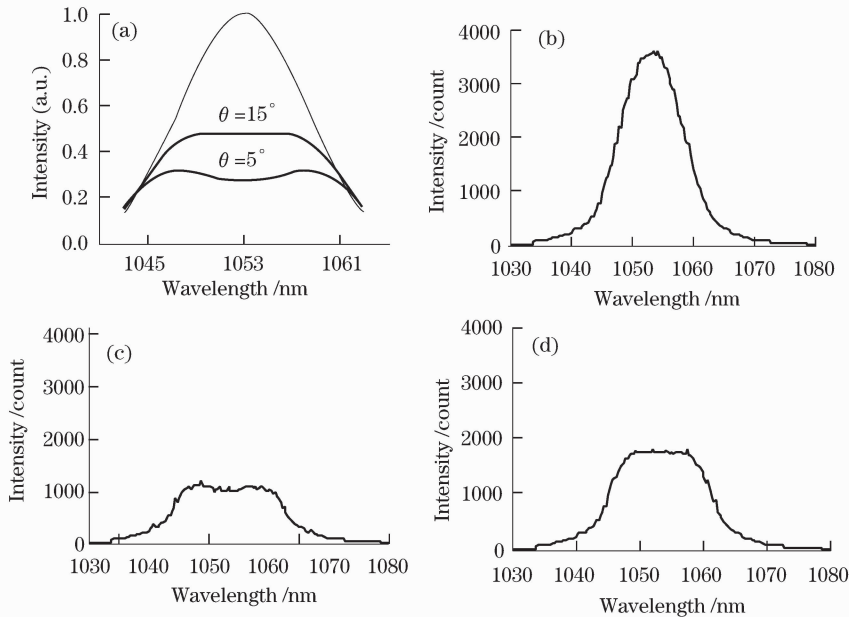 (a)
Intensity (a.u.)
1.0
0.8
0.6
0.4
0.2
0.0
θ =15°
θ =5°
1045 1053 1061
Wavelength /nm
(b)
Intensity /count
4000
3000
2000
1000
0
1030 1040 1050 1060 1070 1080
Wavelength /nm
(c)
Intensity /count
4000
3000
2000
1000
0
1030 1040 1050 1060 1070 1080
Wavelength /nm
(d)
Intensity /count
4000
3000
2000
1000
0
1030 1040 1050 1060 1070 1080
Wavelength /nm